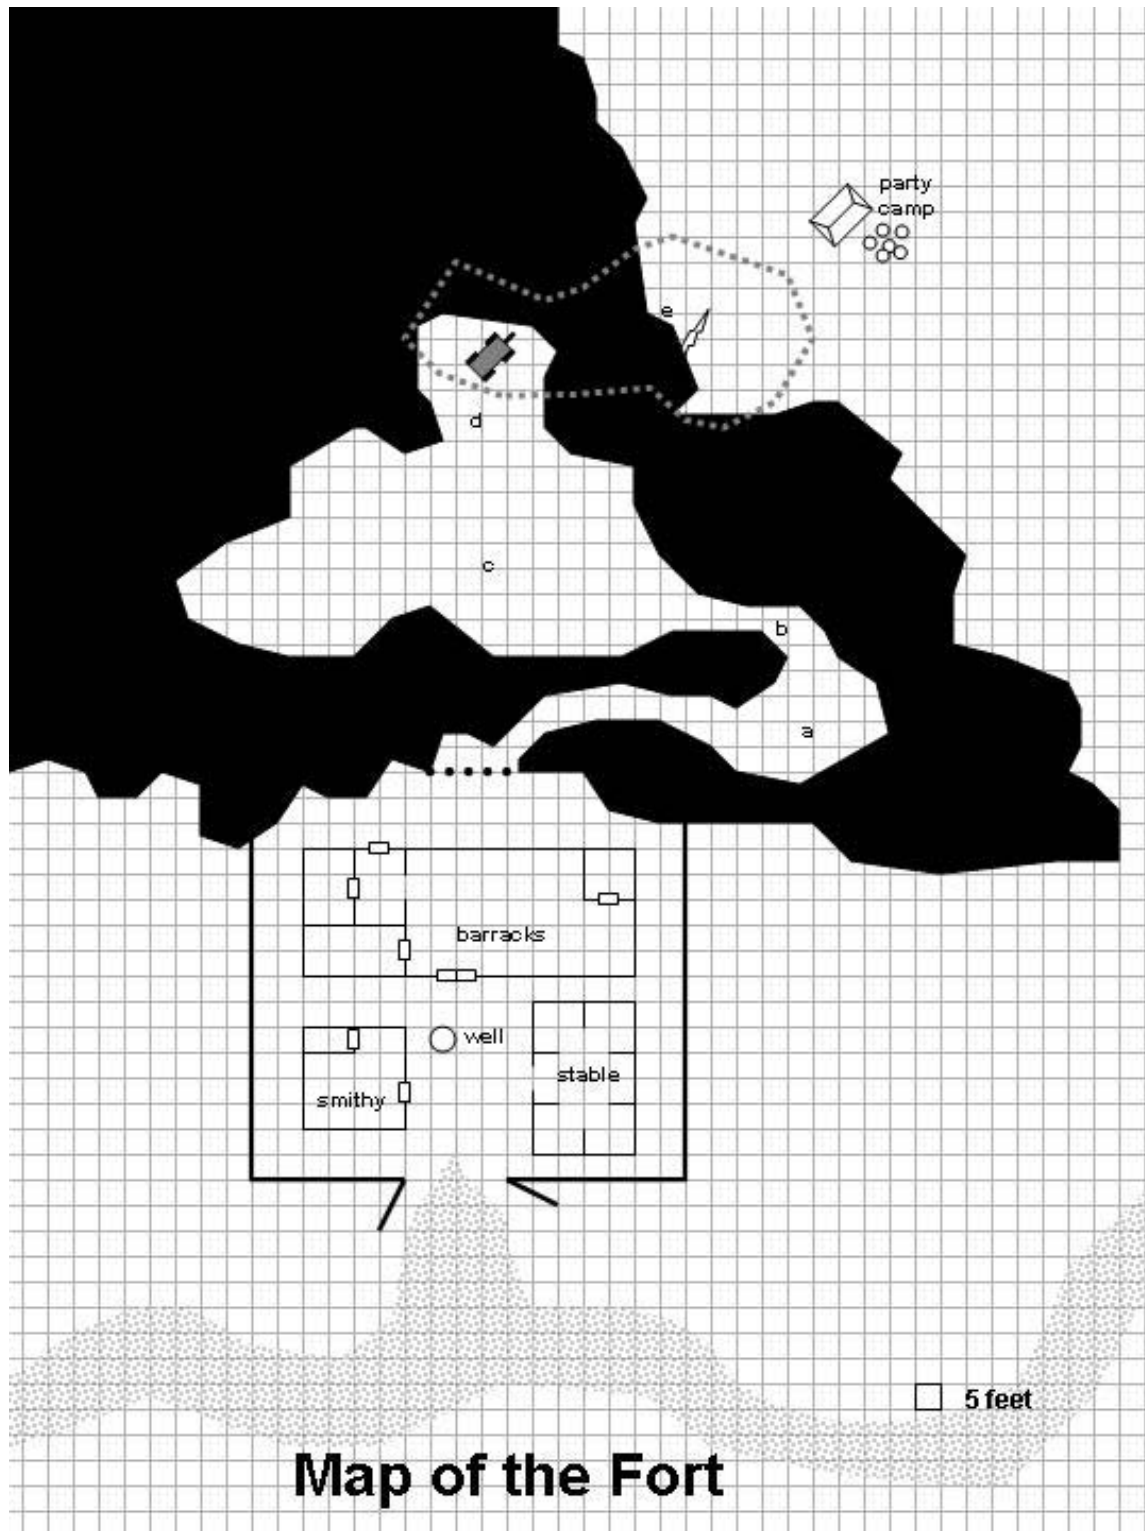 party
camp
e
d
c
b
a
barracks
well
stable
smithy
5 feet
Map of the Fort